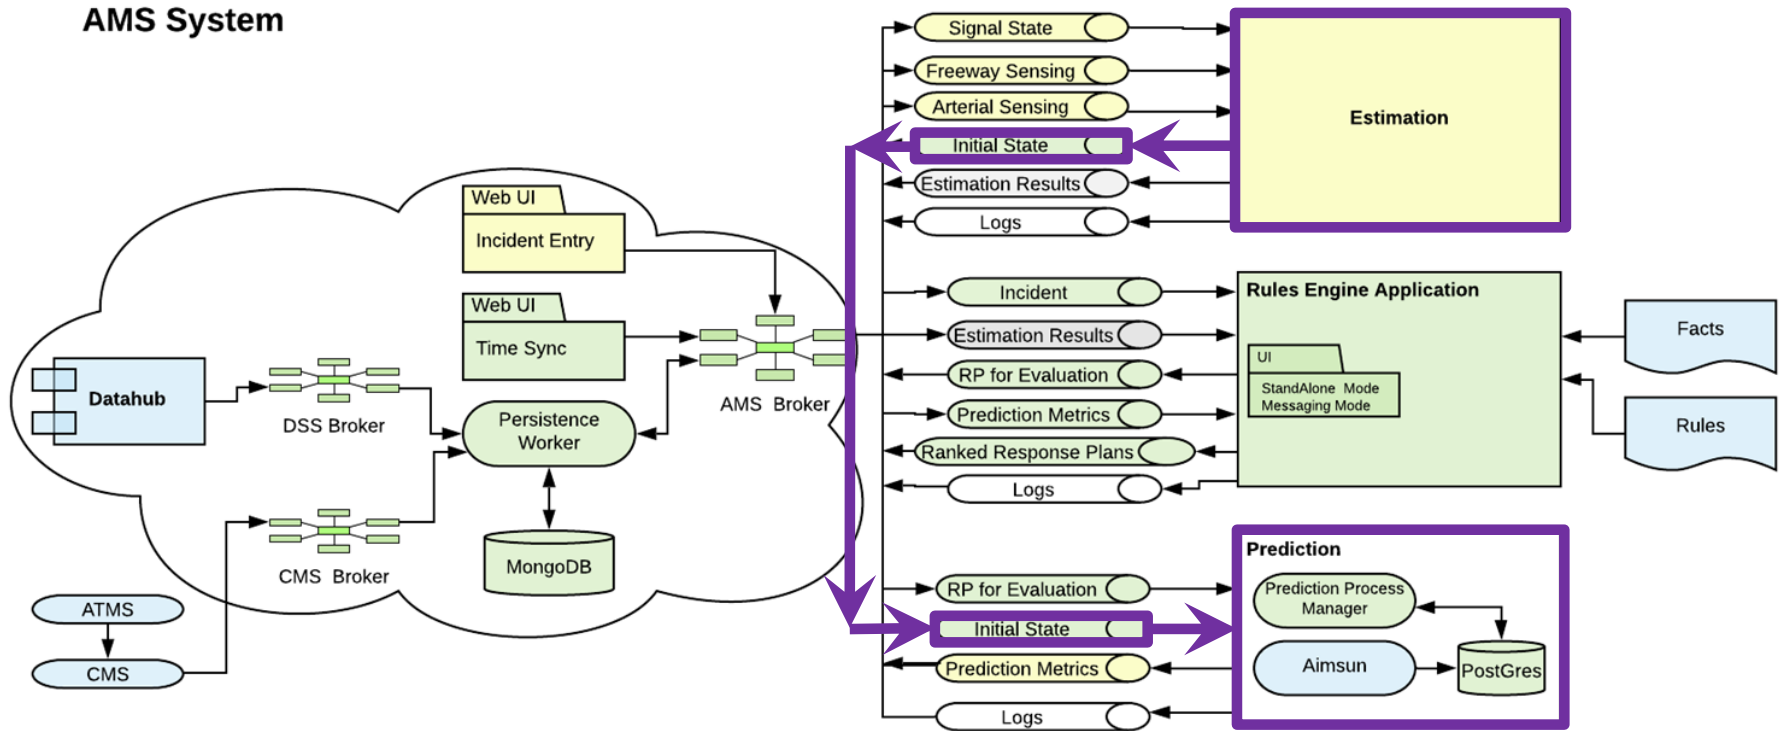 AMS System
Signal State
Freeway Sensing
Arterial Sensing
Initial State
Estimation Results
Logs
Estimation
Web UI
Incident Entry
Web UI
Time Sync
Datahub
DSS Broker
Persistence
Worker
AMS Broker
MongoDB
CMS Broker
ATMS
CMS
Incident
Estimation Results
RP for Evaluation
Prediction Metrics
Ranked Response Plans
Logs
Rules Engine Application
UI
StandAlone Mode
Messaging Mode
Facts
Rules
RP for Evaluation
Initial State
Prediction Metrics
Logs
Prediction
Prediction Process
Manager
Aimsun
PostGres